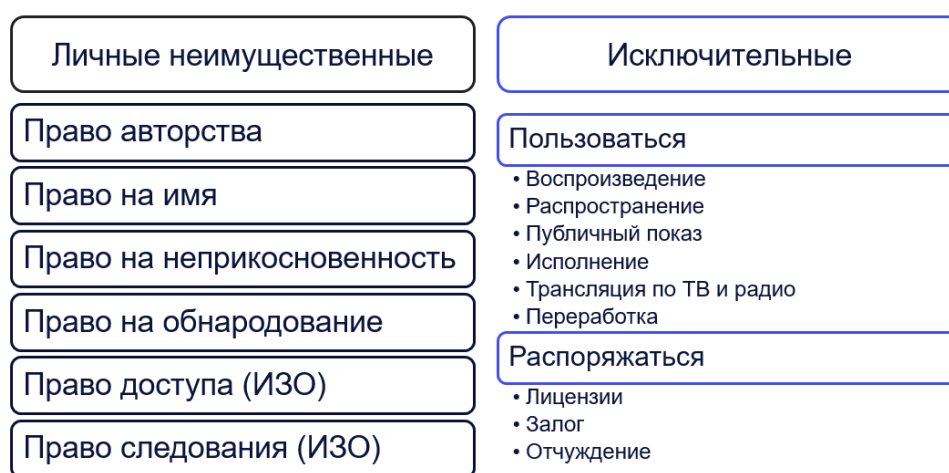 Личные неимущественные
Право авторства
Право на имя
Право на неприкосновенность
Право на обнародование
Право доступа (ИЗО)
Право следования (ИЗО)
Исключительные
Пользоваться
• Воспроизведение
• Распространение
• Публичный показ
• Исполнение
• Трансляция по ТВ и радио
• Переработка
Распоряжаться
• Лицензии
• Залог
• Отчуждение